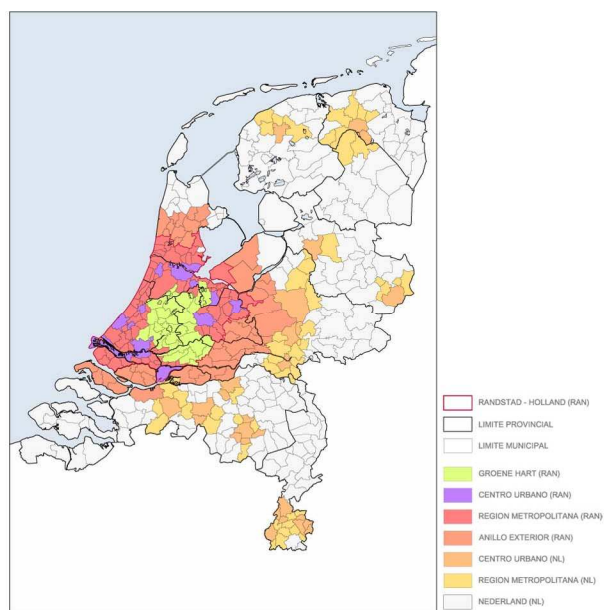 RANDSTAD - HOLLAND (RAN)
LIMITE PROVINCIAL
LIMITE MUNICIPAL
GROENE HART (RAN)
CENTRO URBANO (RAN)
REGION METROPOLITANA (RAN)
ANILLO EXTERIOR (RAN)
CENTRO URBANO (NL)
REGION METROPOLITANA (NL)
NEDERLAND (NL)